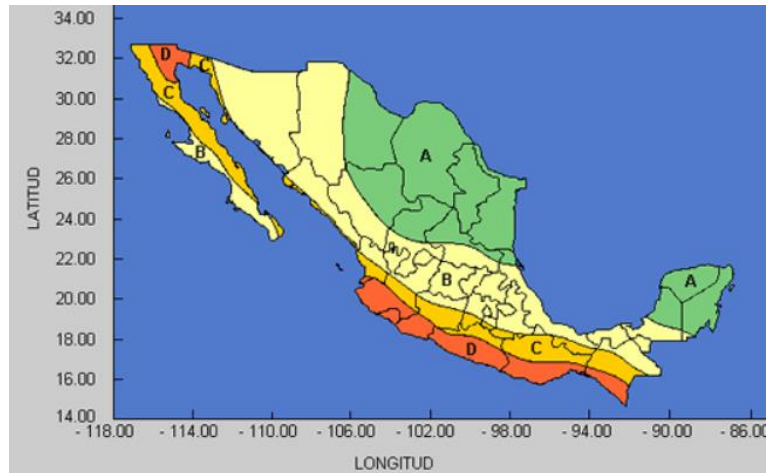 34.00
32.00
30.00
28.00
26.00
24.00
22.00
20.00
18.00
16.00
14.00
LATITUD
D
C
C
B
A
A
B
C
D
- 118.00 - 114.00 - 110.00 - 106.00 - 102.00 - 98.00 - 94.00 - 90.00 - 86.00
LONGITUD